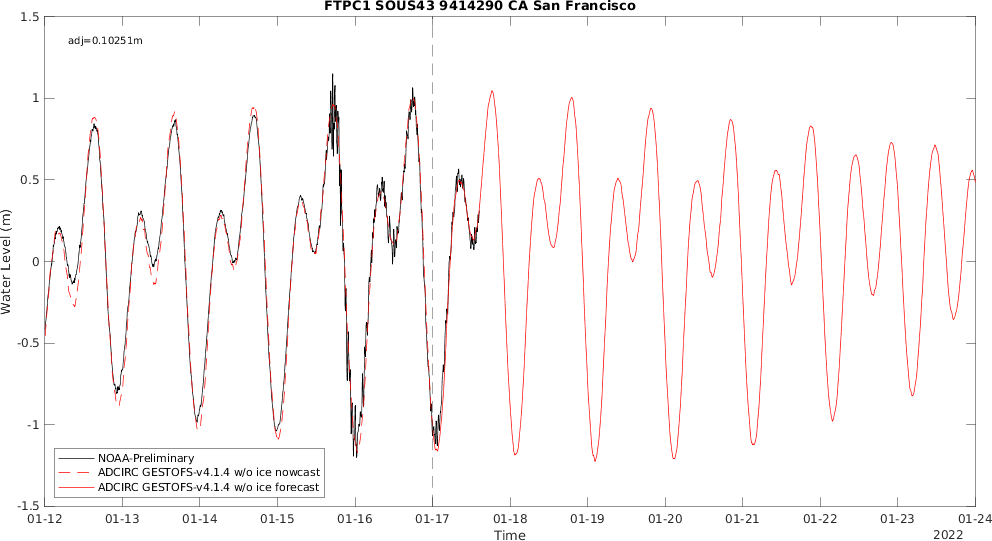 FTPC1 SOUS43 9414290 CA San Francisco
adj=0.10251m
Water Level (m)
1.5
1
0.5
0
-0.5
-1
-1.5
NOAA-Preliminary
ADCIRC GESTOFS-v4.1.4 w/o ice nowcast
ADCIRC GESTOFS-v4.1.4 w/o ice forecast
01-12 01-13 01-14 01-15 01-16 01-17 01-18 01-19 01-20 01-21 01-22 01-23 01-24
Time
2022